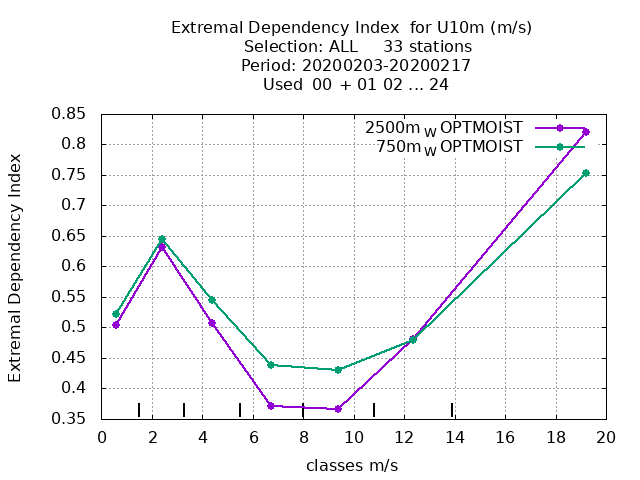 Extremal Dependency Index  for U10m (m/s)
Selection: ALL     33 stations
Period: 20200203-20200217
Used  00 + 01 02 ... 24
2500m W OPTMOIST
750m W OPTMOIST
Extremal Dependency Index
0.85
0.8
0.75
0.7
0.65
0.6
0.55
0.5
0.45
0.4
0.35
0 2 4 6 8 10 12 14 16 18 20
classes m/s